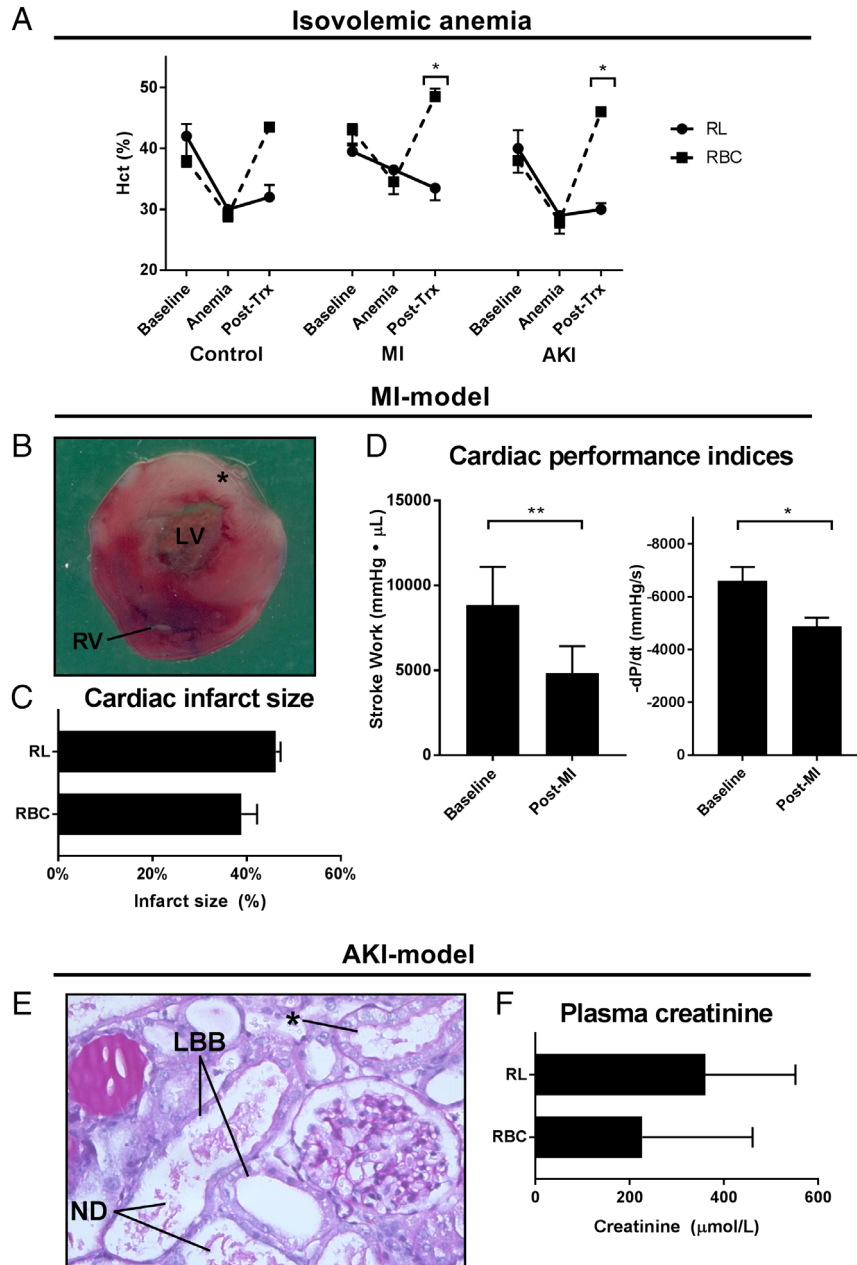 A
Isovolemic anemia
Hct (%)
50
40
30
20
*
*
RL
RBC
Baseline
Anemia
Post-Trx
Baseline
Anemia
Post-Trx
Baseline
Anemia
Post-Trx
Control
MI
AKI
MI-model
B
*
LV
RV
C
Cardiac infarct size
RL
RBC
0%
20%
40%
60%
Infarct size (%)
D
Cardiac performance indices
Stroke Work (mmHg • μL)
15000
10000
5000
0
**
Baseline
Post-MI
-dP/dt (mmHg/s)
-8000
-6000
-4000
-2000
0
*
Baseline
Post-MI
AKI-model
E
*
LBB
ND
F
Plasma creatinine
RL
RBC
0
200
400
600
Creatinine (μmol/L)